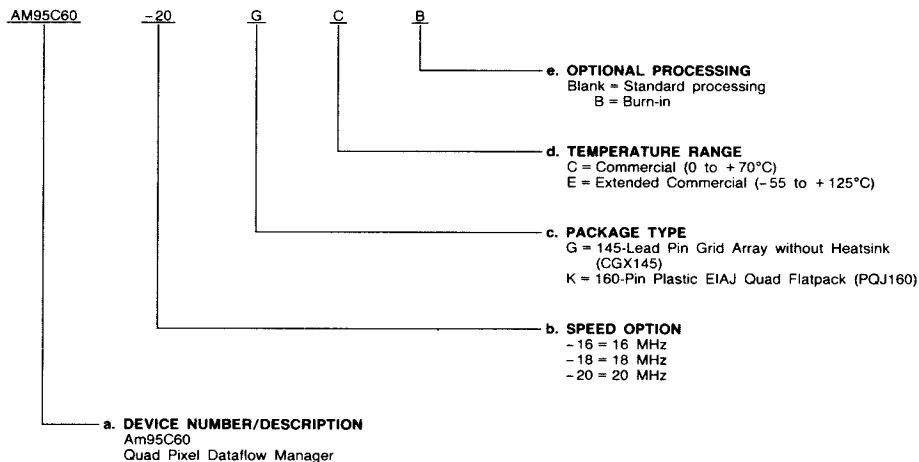 AM95C60 -20 G C B
e. OPTIONAL PROCESSING
Blank = Standard processing
B = Burn-in
d. TEMPERATURE RANGE
C = Commercial (0 to +70°C)
E = Extended Commercial (-55 to +125°C)
c. PACKAGE TYPE
G = 145-Lead Pin Grid Array without Heatsink
(CGX145)
K = 160-Pin Plastic EIAJ Quad Flatpack (PQJ160)
b. SPEED OPTION
-16 = 16 MHz
-18 = 18 MHz
-20 = 20 MHz
a. DEVICE NUMBER/DESCRIPTION
Am95C60
Quad Pixel Dataflow Manager